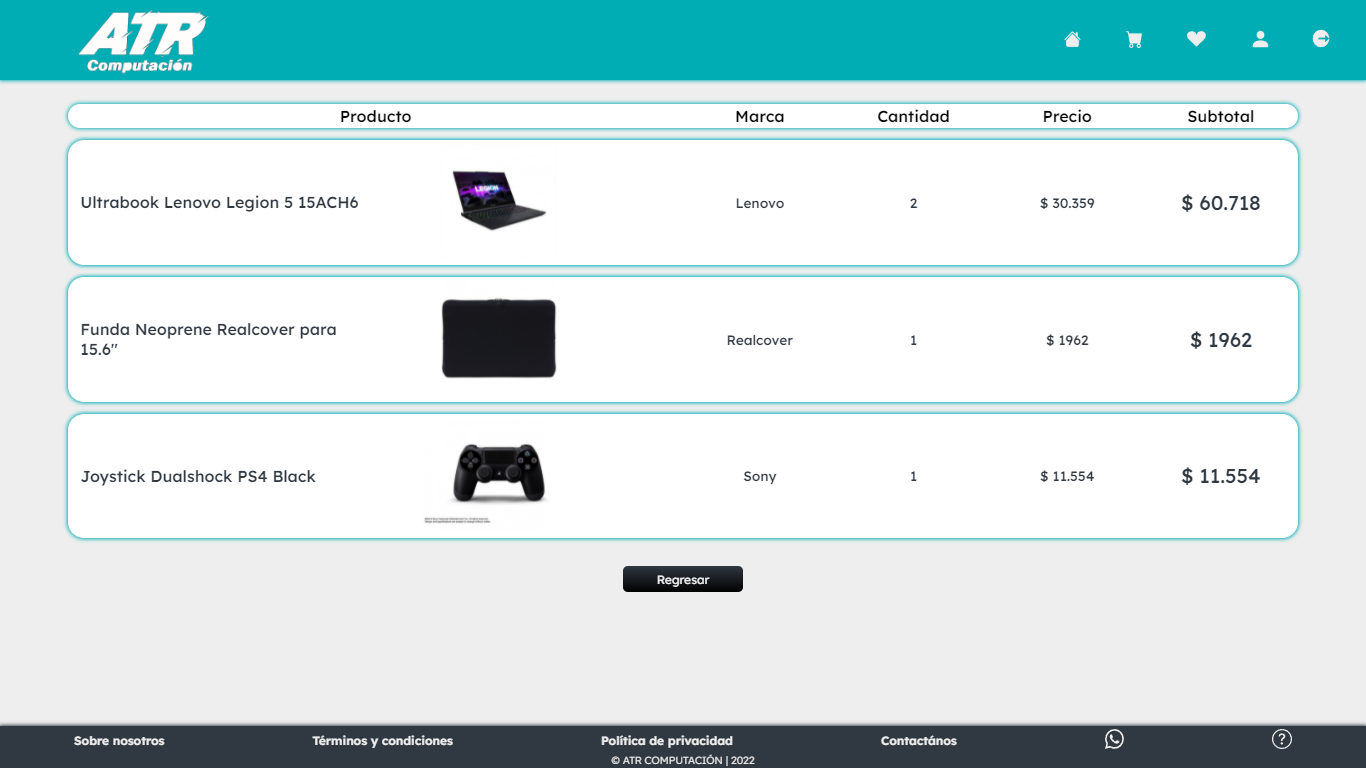 ATR
Computación
Producto Marca Cantidad Precio Subtotal
LEGION
Ultrabook Lenovo Legion 5 15ACH6 Lenovo 2 $ 30.359 $ 60.718
Funda Neoprene Realcover para
15.6" Realcover 1 $ 1962 $ 1962
Joystick Dualshock PS4 Black Sony 1 $ 11.554 $ 11.554
Regresar
Sobre nosotros Términos y condiciones Política de privacidad Contactános ?
© ATR COMPUTACIÓN | 2022